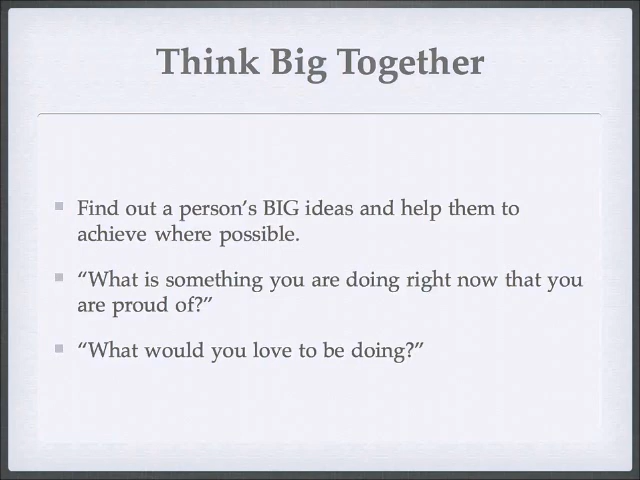 Think Big Together
Find out a person’s BIG ideas and help them to
achieve where possible.
“What is something you are doing right now that you
are proud of?”
“What would you love to be doing?”